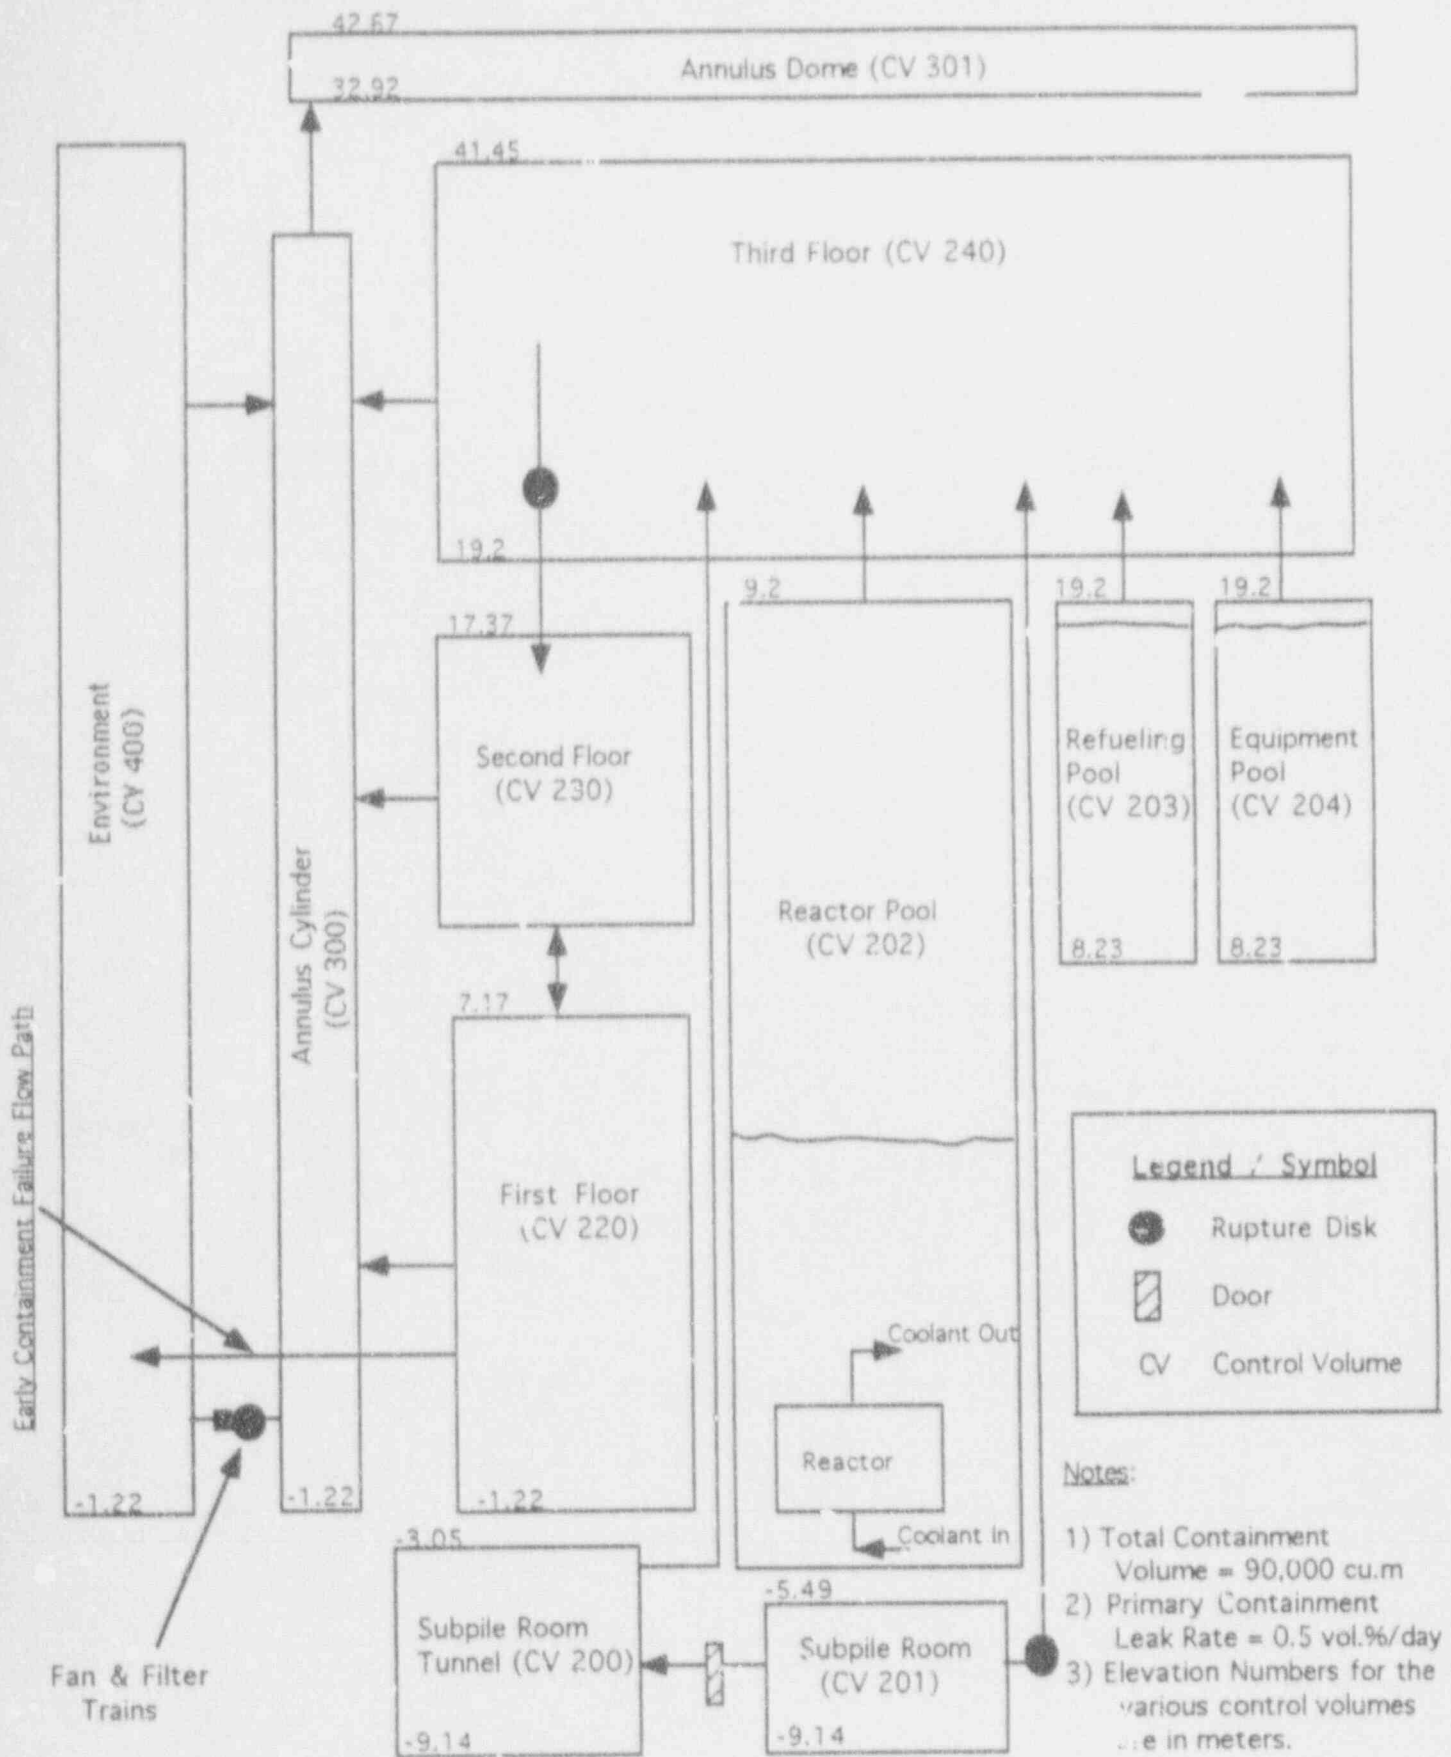 42.67
Annulus Dome (CV 301)
32.92
41.45
Third Floor (CV 240)
19.2
9.2
19.2
19.2
17.37
Second Floor
(CV 230)
Refueling
Pool
(CV 203)
Equipment
Pool
(CV 204)
Environment
(CV 400)
Annulus Cylinder
(CV 300)
Reactor Pool
(CV 202)
8.23
8.23
7.17
Early Containment Failure Flow Path
First Floor
(CV 220)
Legend / Symbol
Rupture Disk
Door
CV Control Volume
Coolant Out
Reactor
Coolant In
-1.22
-1.22
-1.22
-3.05
Subpile Room
Tunnel (CV 200)
-9.14
-5.49
Subpile Room
(CV 201)
-9.14
Fan & Filter
Trains
Notes:
1) Total Containment
Volume = 90,000 cu.m
2) Primary Containment
Leak Rate = 0.5 vol.%/day
3) Elevation Numbers for the
various control volumes
e in meters.